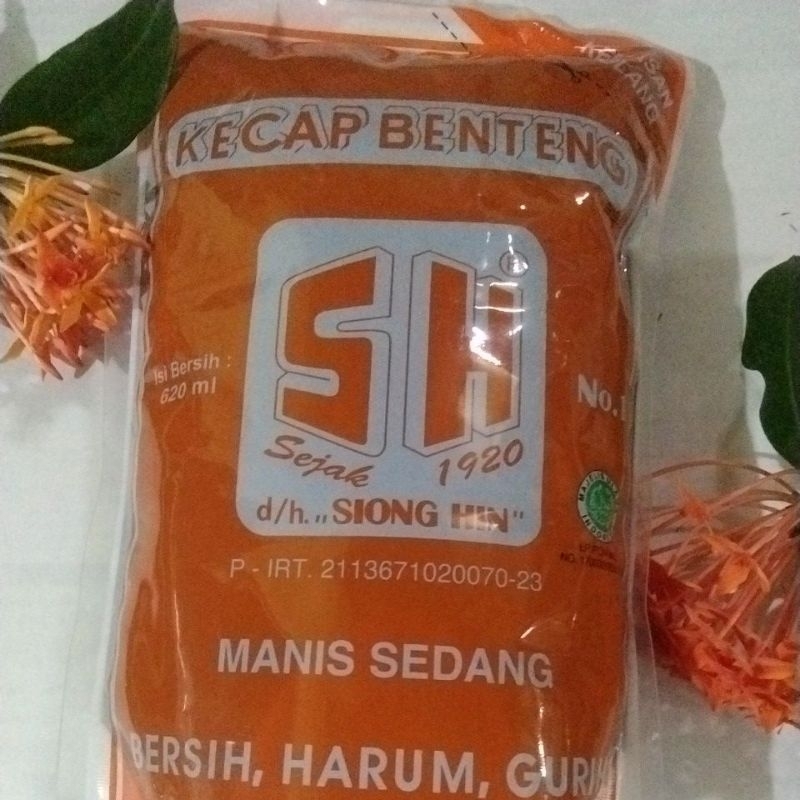 KECAP BENTENG
SH
®
Isi Bersih :
620 ml
No.1
Sejak 1920
d/h. „SIONG HIN"
P - IRT. 2113671020070-23
MANIS SEDANG
BERSIH, HARUM, GURIH